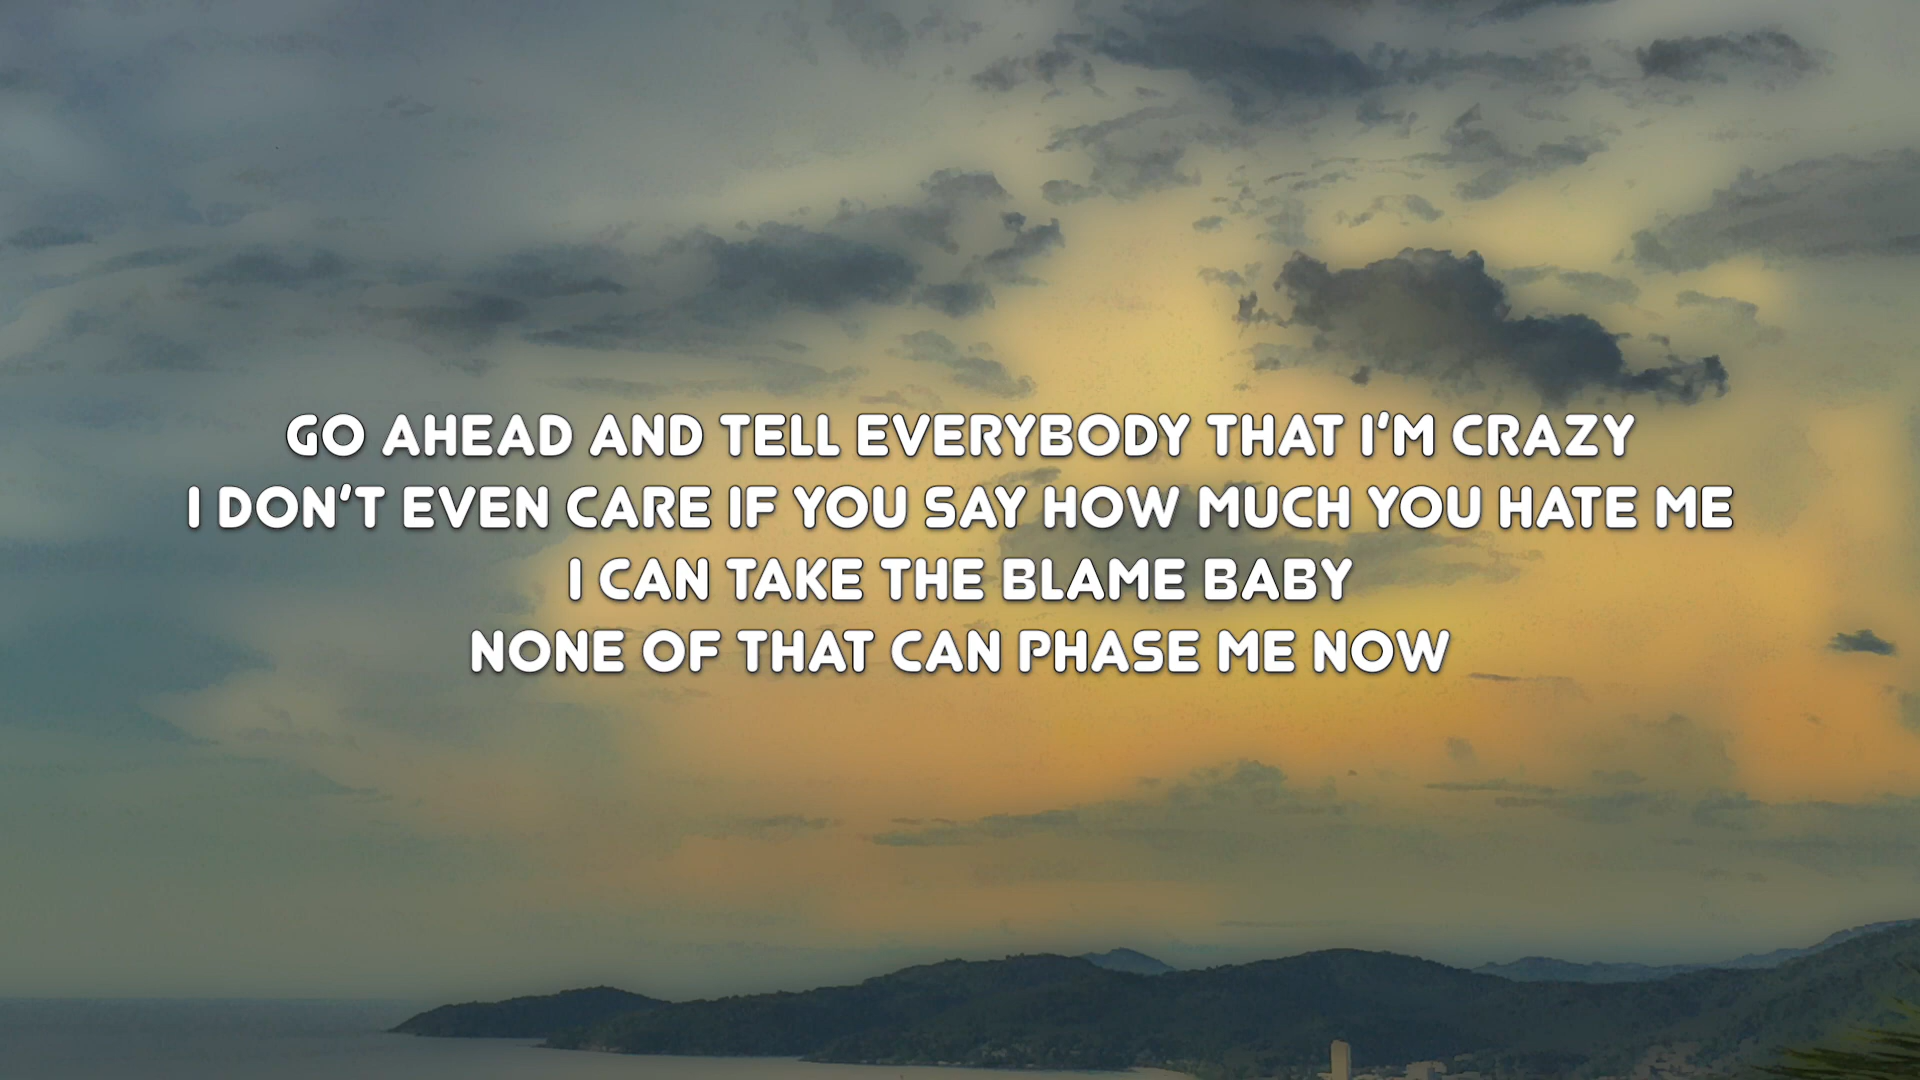 GO AHEAD AND TELL EVERYBODY THAT I'M CRAZY
I DON'T EVEN CARE IF YOU SAY HOW MUCH YOU HATE ME
I CAN TAKE THE BLAME BABY
NONE OF THAT CAN PHASE ME NOW